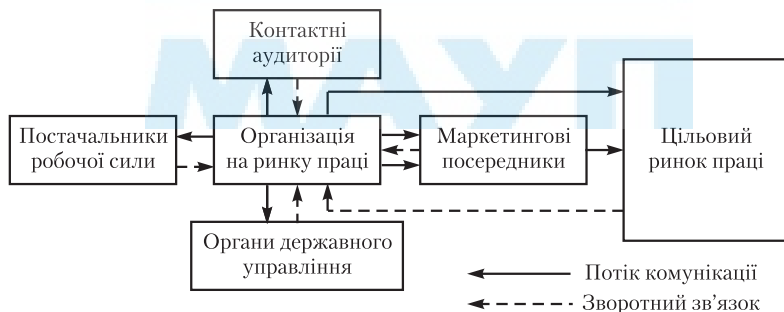 Контактні
аудиторії
МАУП
Постачальники
робочої сили
Організація
на ринку праці
Маркетингові
посередники
Цільовий
ринок праці
Органи державного
управління
Потік комунікації
Зворотний зв’язок